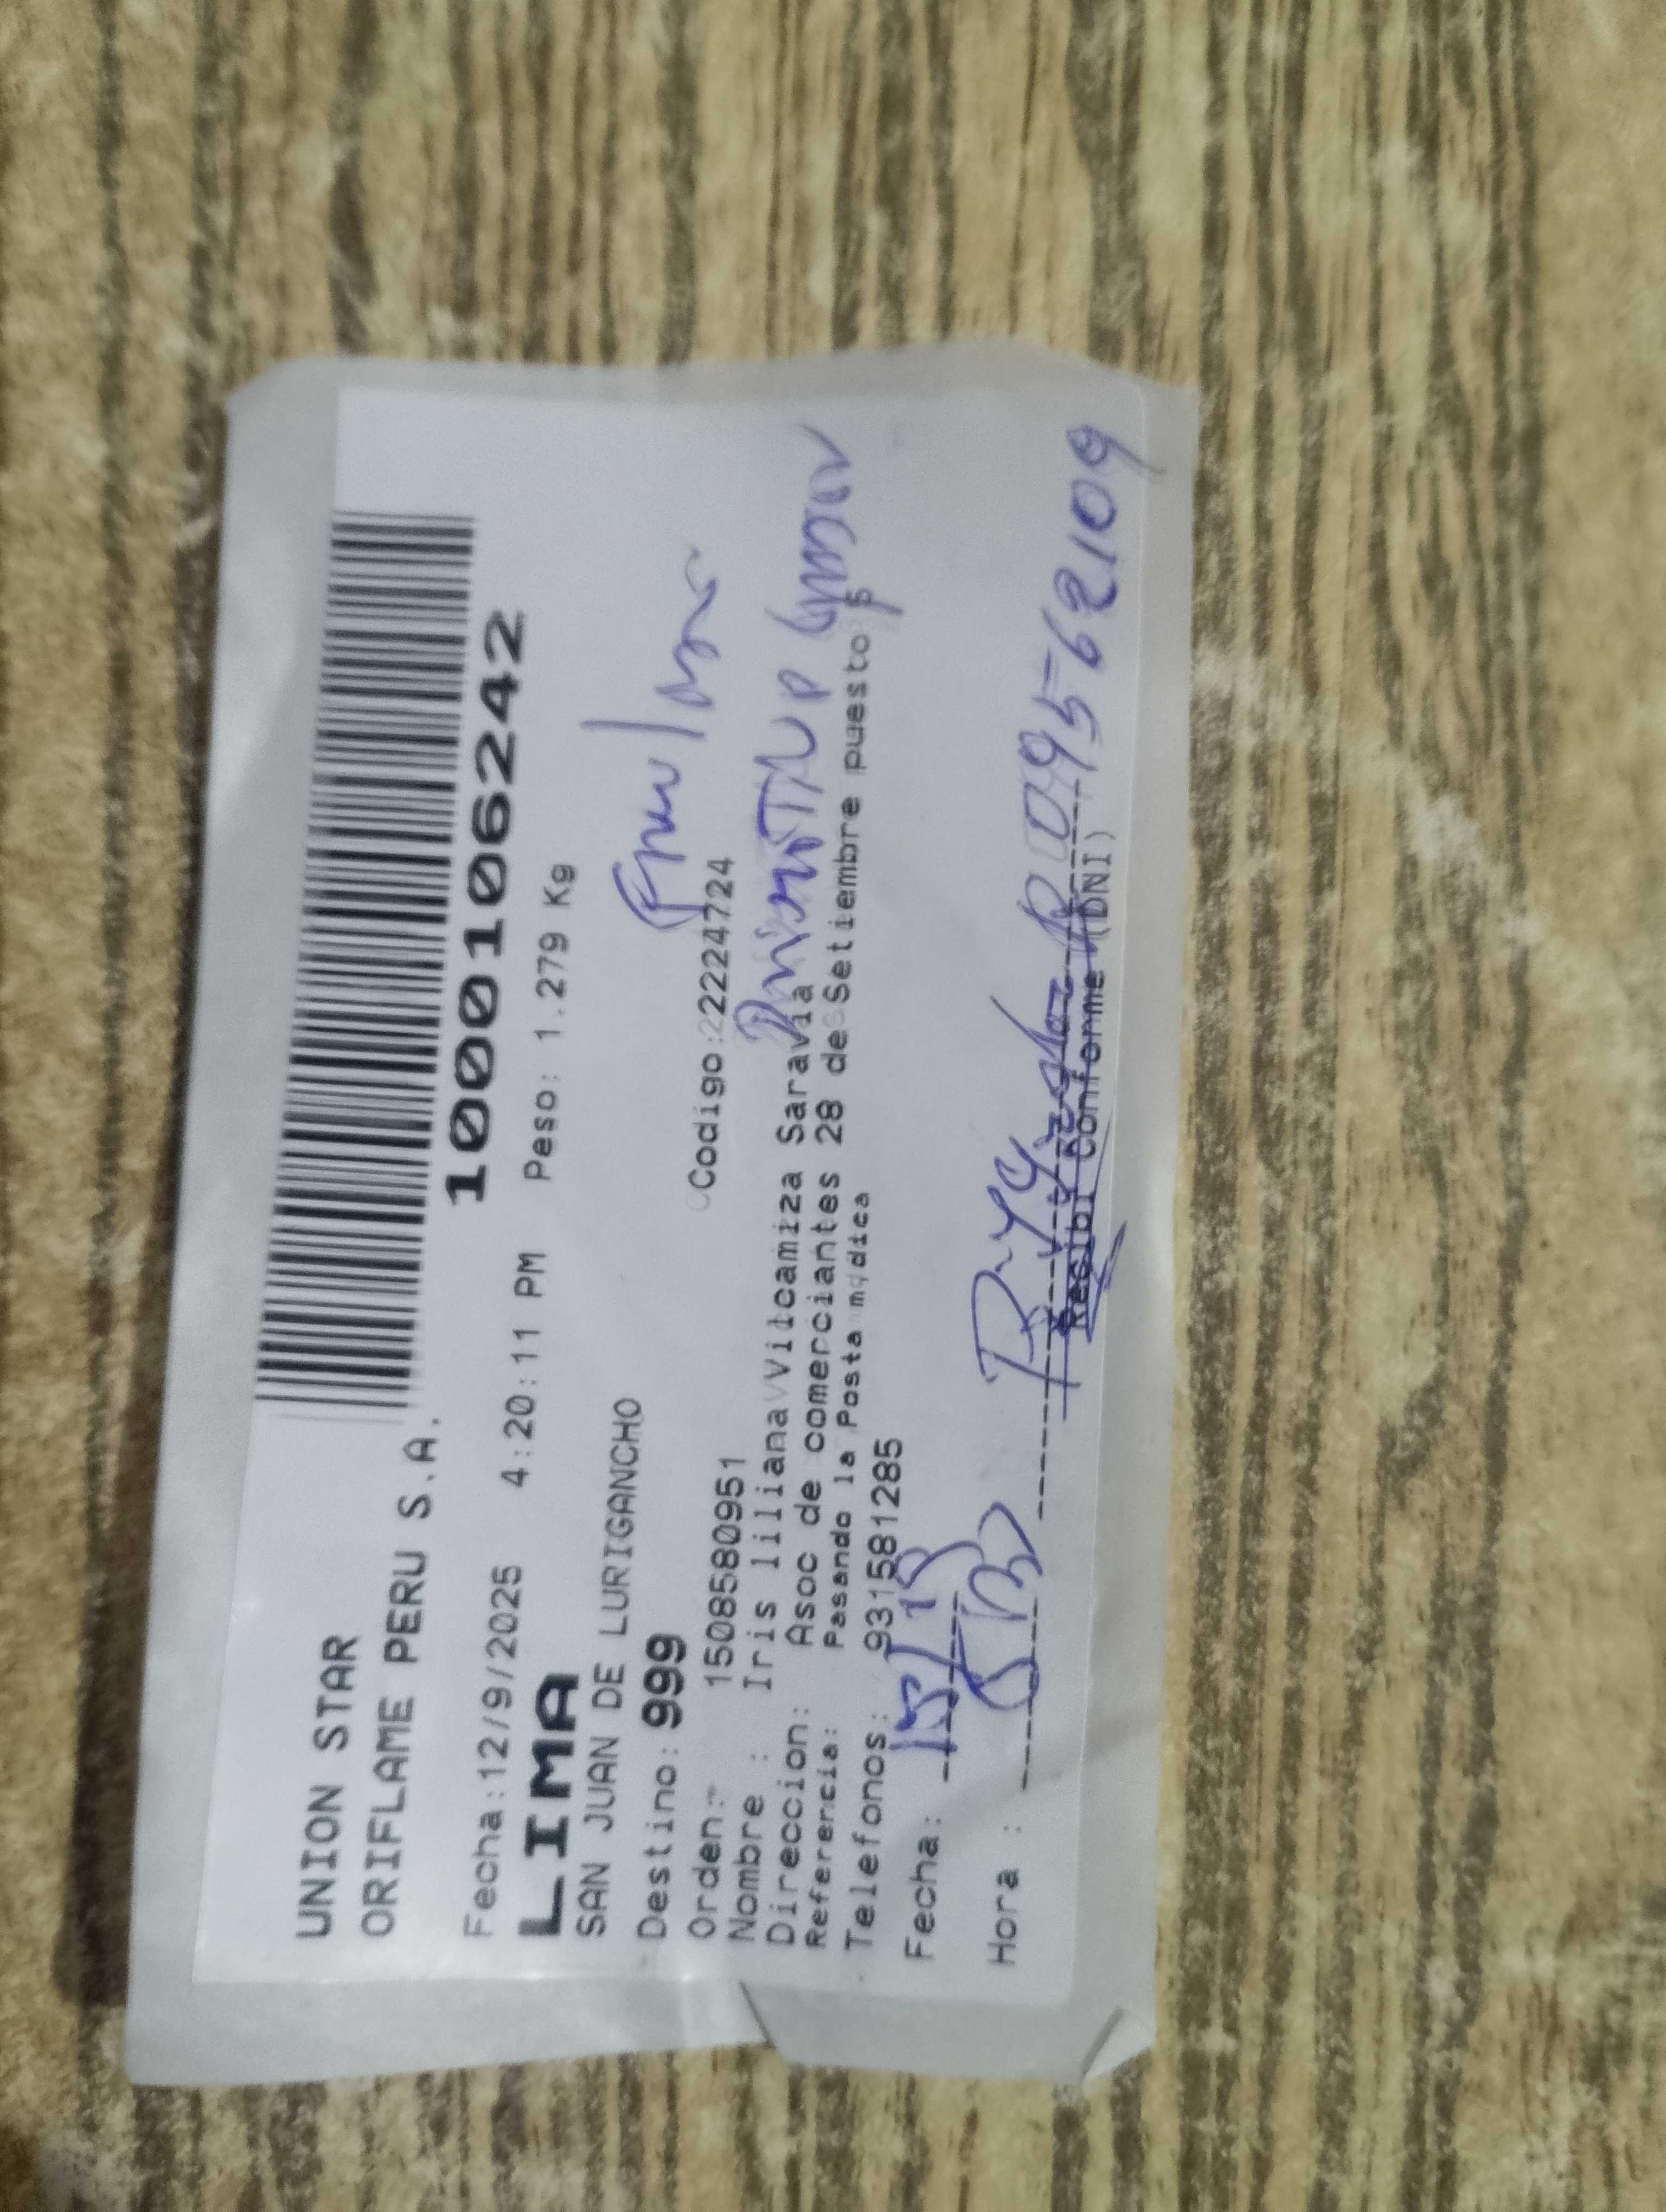 UNION STAR
ORIFLAME PERU S.A.
1000106242
Fecha:12/9/2025 4:20:11 PM Peso: 1.279 Kg
LIMA
SAN JUAN DE LURIGANCHO
Destino: 999
Orden: 1508580951 Codigo:22224724
Nombre : Iris liliana Vilcamiza Saravia
Direccion: Asoc de comerciantes 28 de Setiembre puesto
Referencia: Pasando la Posta
Telefonos: 931581285
Fecha:
Hora :
09562109
Recibi Conforme (DNI)